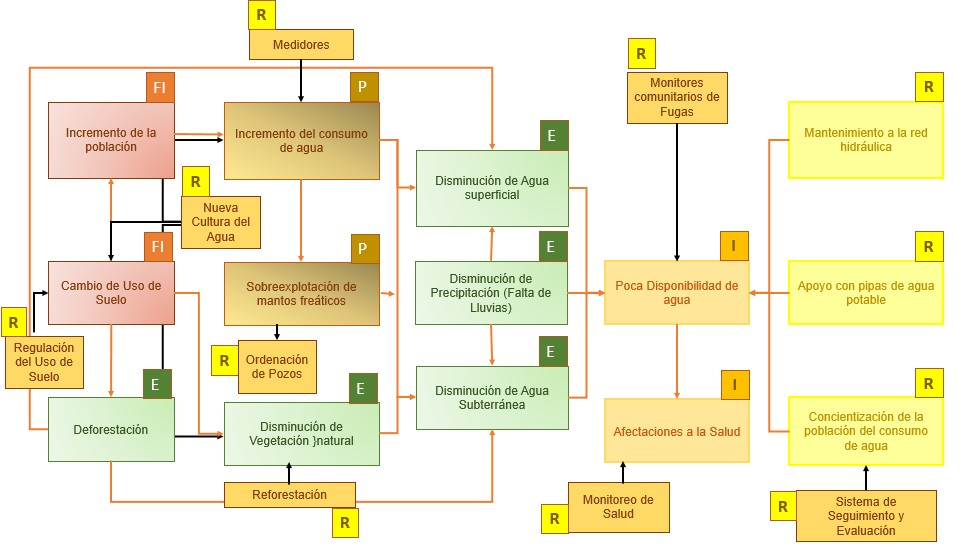 R
Medidores
FI
Incremento de la
población
P
Incremento del consumo
de agua
E
Disminución de Agua
superficial
R
Monitores
comunitarios de
Fugas
R
Mantenimiento a la red
hidráulica
R
Nueva
Cultura del
Agua
FI
Cambio de Uso de
Suelo
P
Sobreexplotación de
mantos freáticos
E
Disminución de
Precipitación (Falta de
Lluvias)
I
Poca Disponibilidad de
agua
R
Apoyo con pipas de agua
potable
R
Regulación
del Uso de
Suelo
R
Ordenación
de Pozos
E
Deforestación
E
Disminución de
Vegetación }natural
E
Disminución de Agua
Subterránea
I
Afectaciones a la Salud
R
Concientización de la
población del consumo
de agua
Reforestación
R
R
Monitoreo de
Salud
R
Sistema de
Seguimiento y
Evaluación